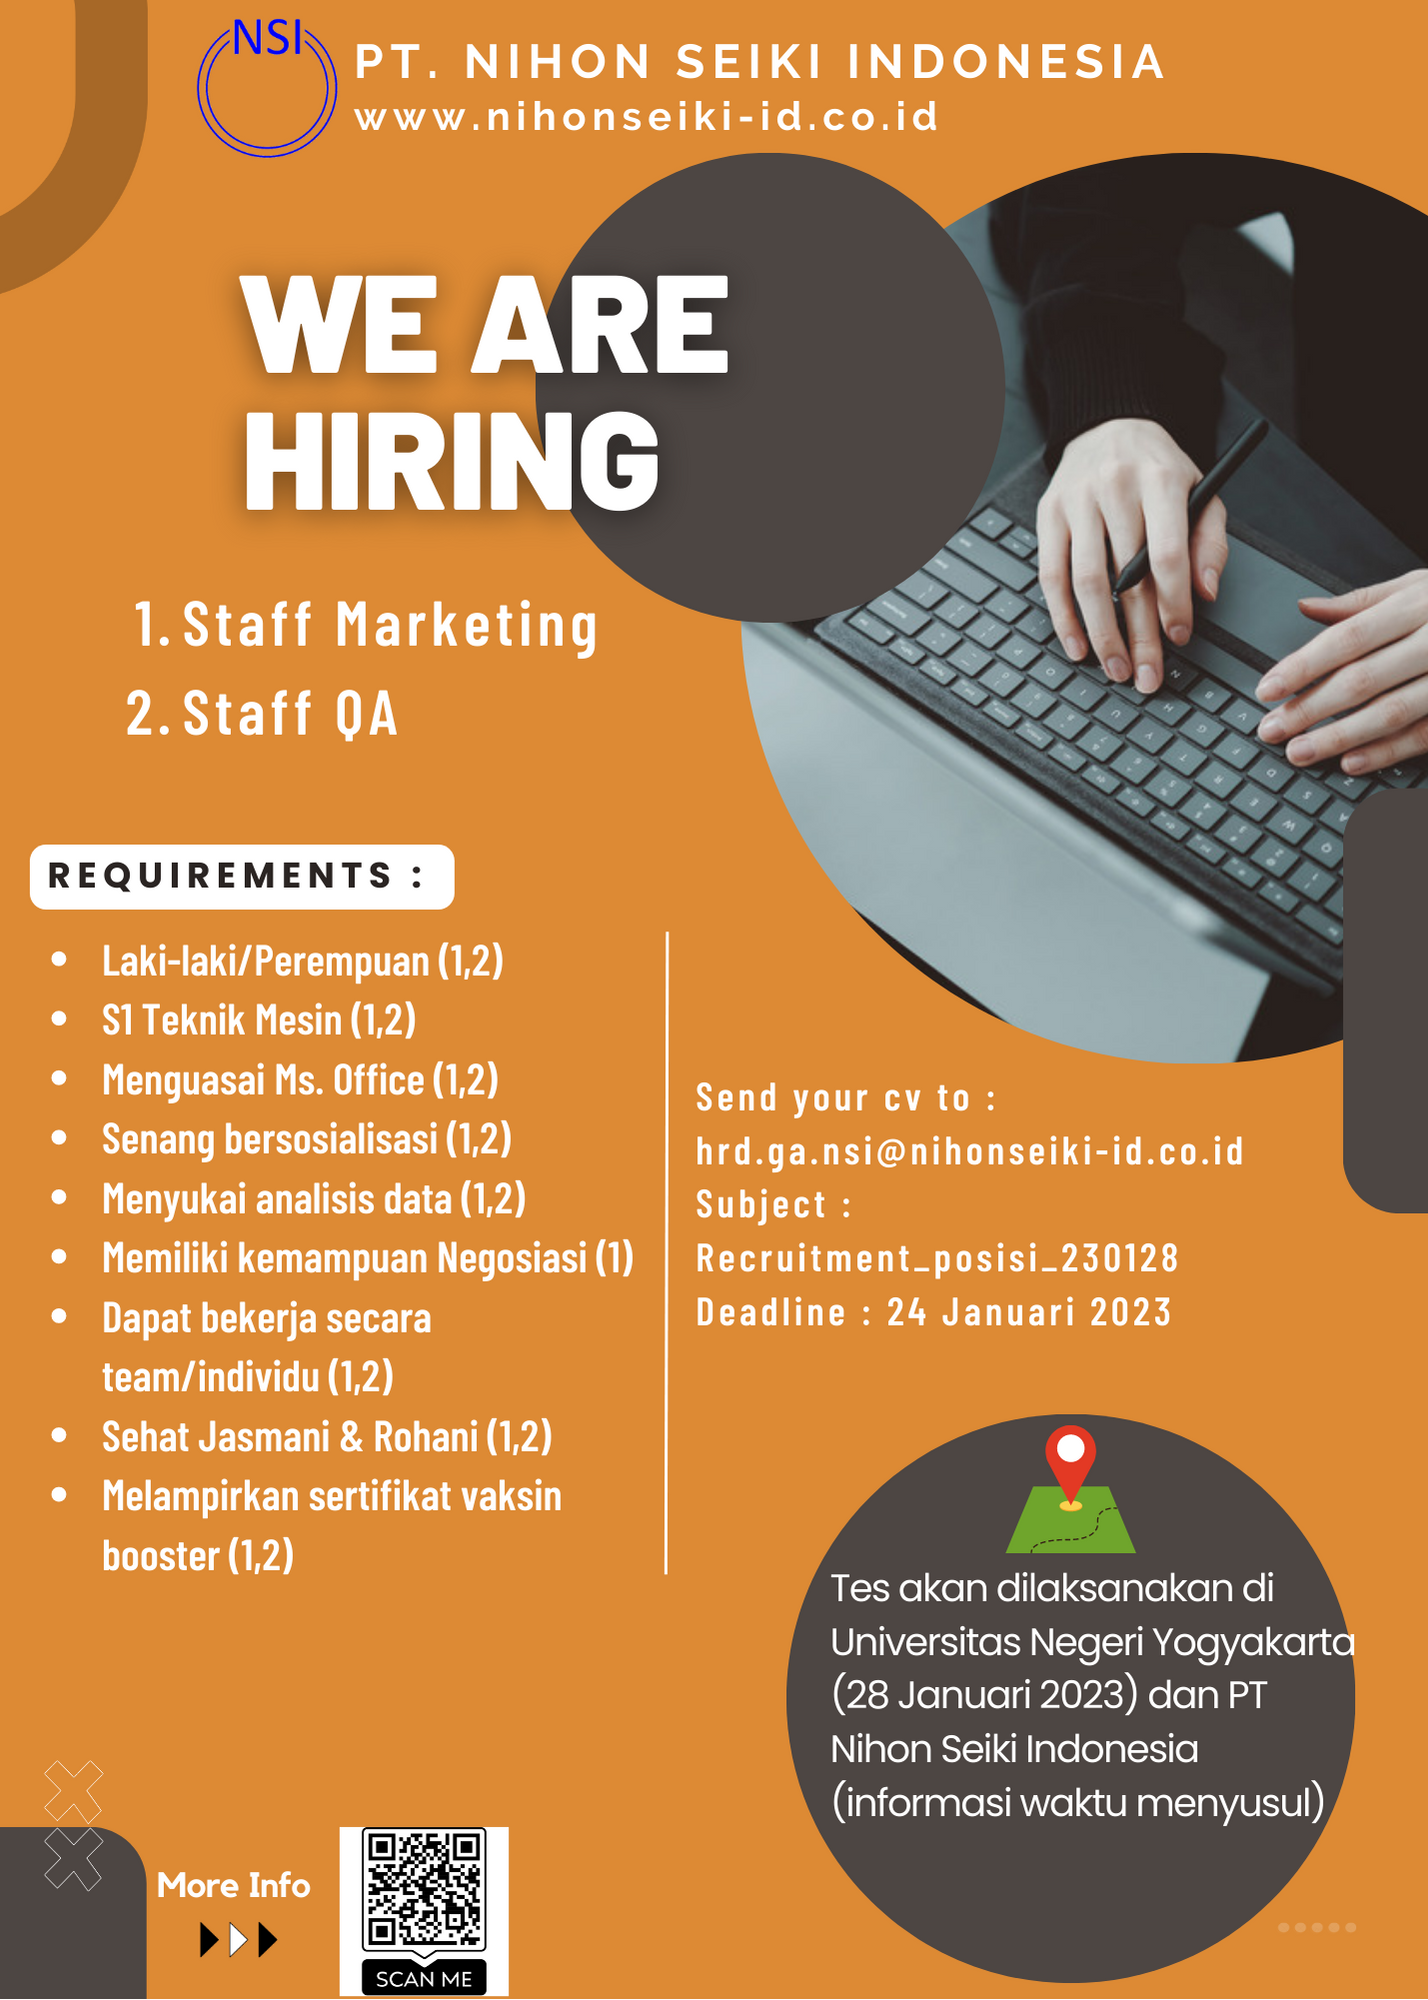 NSI
PT. NIHON SEIKI INDONESIA
www.nihonseiki-id.co.id
WE ARE
HIRING
1. Staff Marketing
2. Staff QA
REQUIREMENTS :
• Laki-laki/Perempuan (1,2)
• S1 Teknik Mesin (1,2)
• Menguasai Ms. Office (1,2)
• Senang bersosialisasi (1,2)
• Menyukai analisis data (1,2)
• Memiliki kemampuan Negosiasi (1)
• Dapat bekerja secara
team/individu (1,2)
• Sehat Jasmani & Rohani (1,2)
• Melampirkan sertifikat vaksin
booster (1,2)
Send your cv to :
hrd.ga.nsi@nihonseiki-id.co.id
Subject :
Recruitment_posisi_230128
Deadline : 24 Januari 2023
Tes akan dilaksanakan di
Universitas Negeri Yogyakarta
(28 Januari 2023) dan PT
Nihon Seiki Indonesia
(informasi waktu menyusul)
More Info
SCAN ME